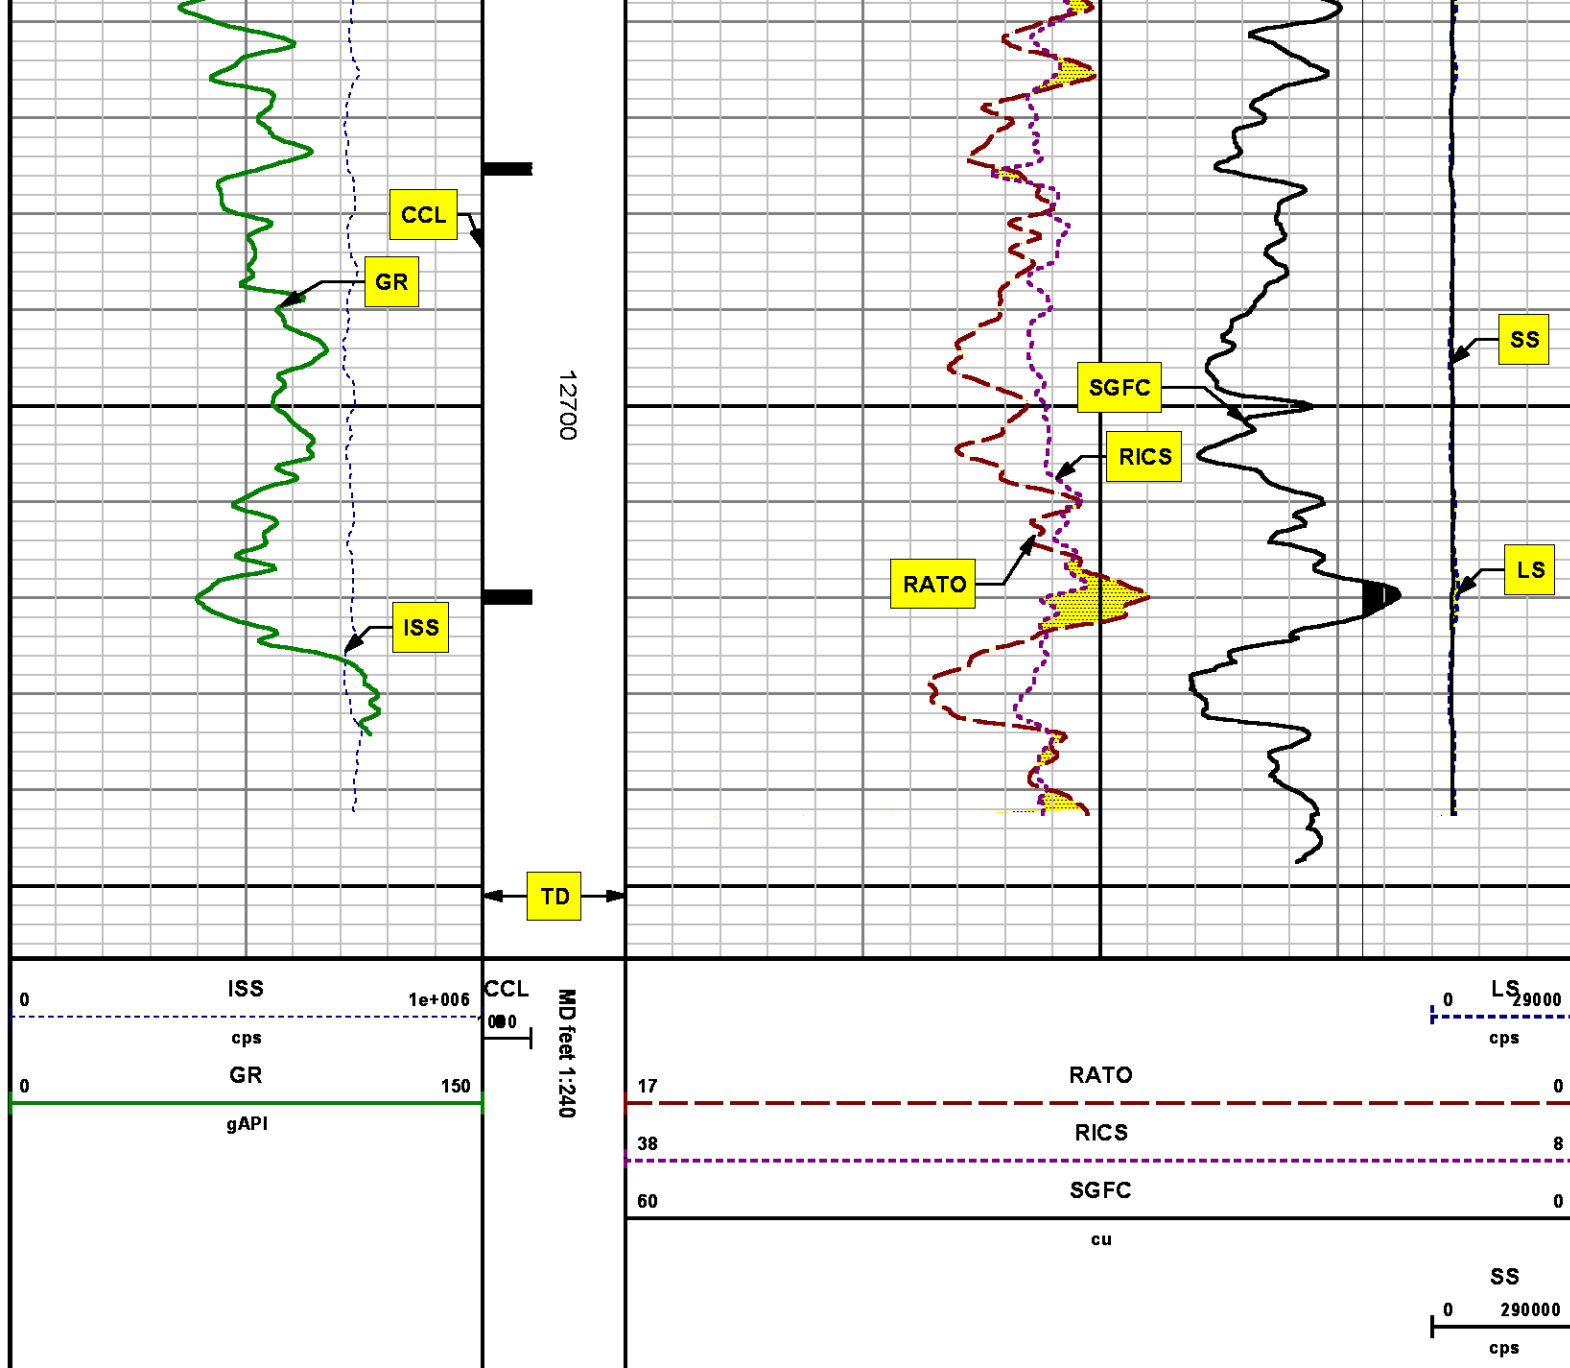 CCL
GR
12700
SS
SGFC
RICS
RATO
LS
ISS
TD
ISS
0 1e+006
cps
GR
0 150
gAPI
CCL
MD feet 1:240
LS
0 29000
cps
RATO
17 0
RICS
38 8
SGFC
60 0
cu
SS
0 290000
cps